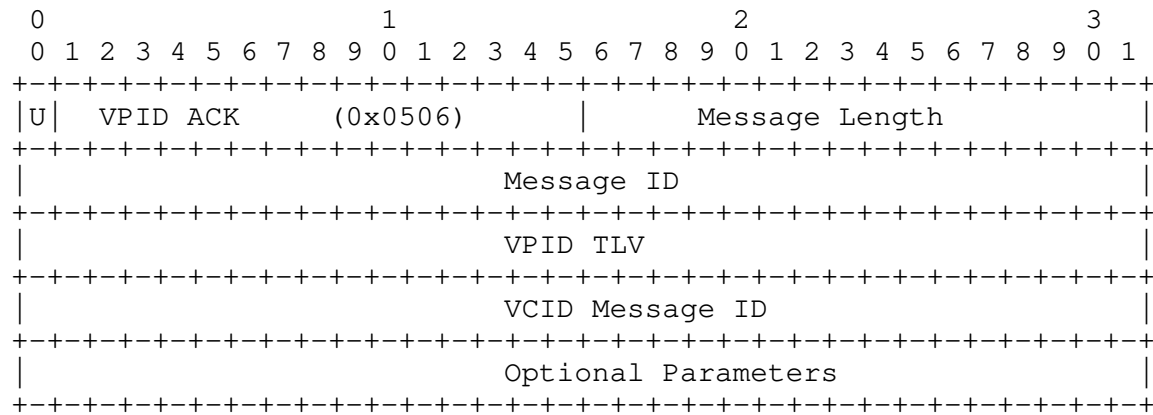 0                   1                   2                   3
 0 1 2 3 4 5 6 7 8 9 0 1 2 3 4 5 6 7 8 9 0 1 2 3 4 5 6 7 8 9 0 1
+-+-+-+-+-+-+-+-+-+-+-+-+-+-+-+-+-+-+-+-+-+-+-+-+-+-+-+-+-+-+-+-+
|U|  VPID ACK     (0x0506)      |      Message Length           |
+-+-+-+-+-+-+-+-+-+-+-+-+-+-+-+-+-+-+-+-+-+-+-+-+-+-+-+-+-+-+-+-+
|                           Message ID                          |
+-+-+-+-+-+-+-+-+-+-+-+-+-+-+-+-+-+-+-+-+-+-+-+-+-+-+-+-+-+-+-+-+
|                           VPID TLV                            |
+-+-+-+-+-+-+-+-+-+-+-+-+-+-+-+-+-+-+-+-+-+-+-+-+-+-+-+-+-+-+-+-+
|                           VCID Message ID                     |
+-+-+-+-+-+-+-+-+-+-+-+-+-+-+-+-+-+-+-+-+-+-+-+-+-+-+-+-+-+-+-+-+
|                           Optional Parameters                 |
+-+-+-+-+-+-+-+-+-+-+-+-+-+-+-+-+-+-+-+-+-+-+-+-+-+-+-+-+-+-+-+-+